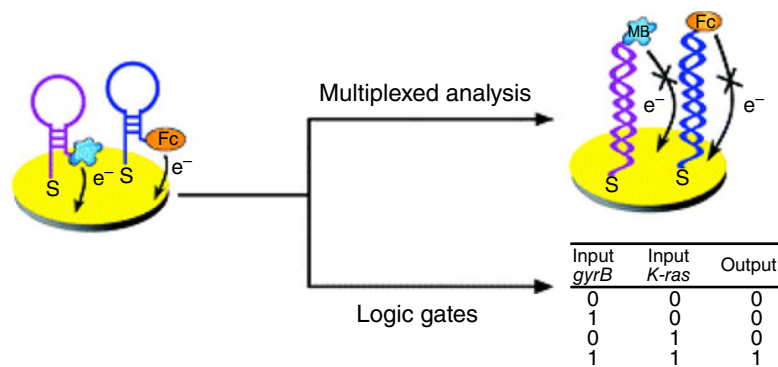 Fc
e⁻
e⁻
S
S
Multiplexed analysis
Logic gates
MB
Fc
e⁻
e⁻
S
S
Input Input Output
gyrB K-ras
0 0 0
1 0 0
0 1 0
1 1 1